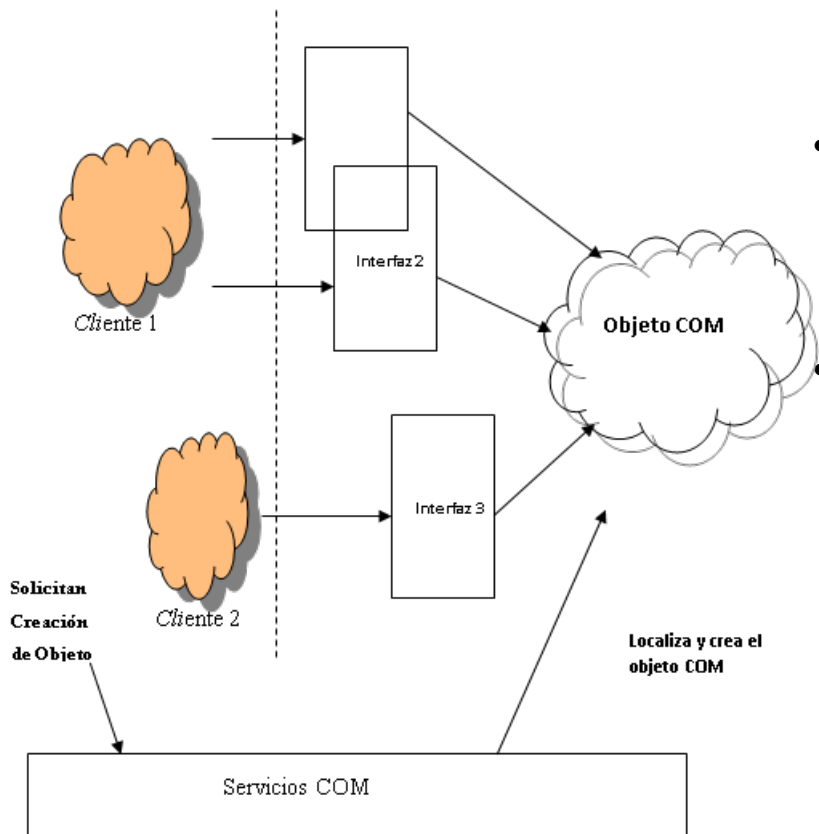 Interfaz 2
Objeto COM
Cliente 1
Interfaz 3
Solicitan
Creación
de Objeto
Cliente 2
Localiza y crea el
objeto COM
Servicios COM